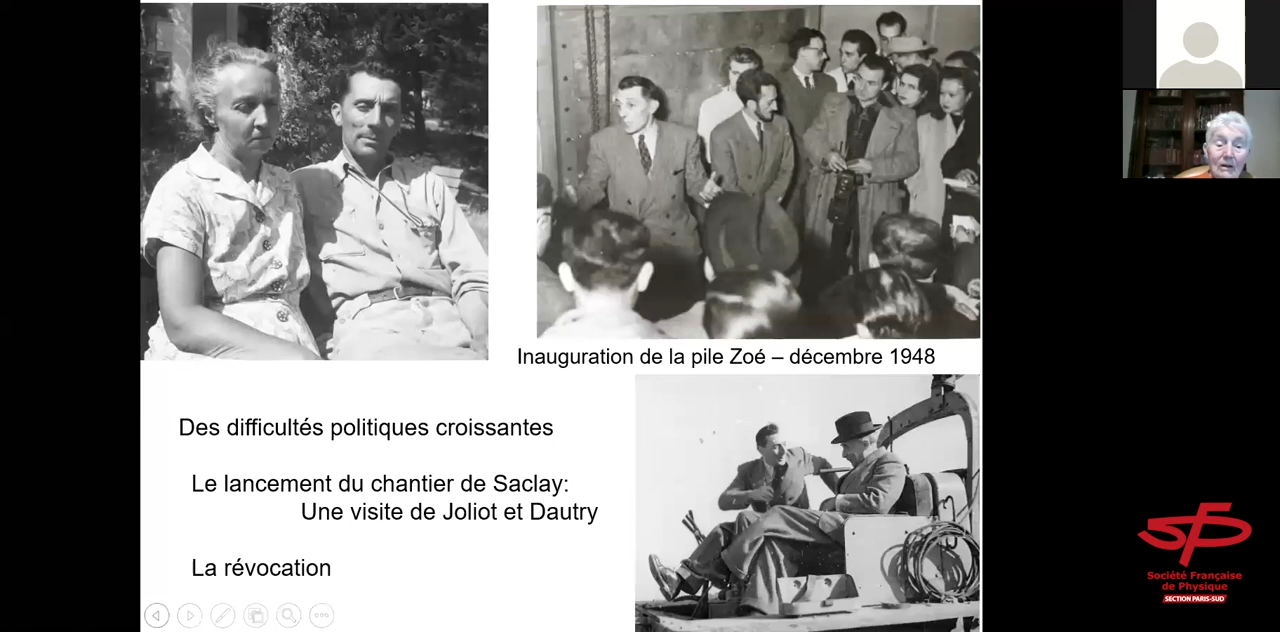 Inauguration de la pile Zoé – décembre 1948
Des difficultés politiques croissantes
Le lancement du chantier de Saclay:
Une visite de Joliot et Dautry
La révocation
sfp
Société Française
de Physique
SECTION PARIS-SUD